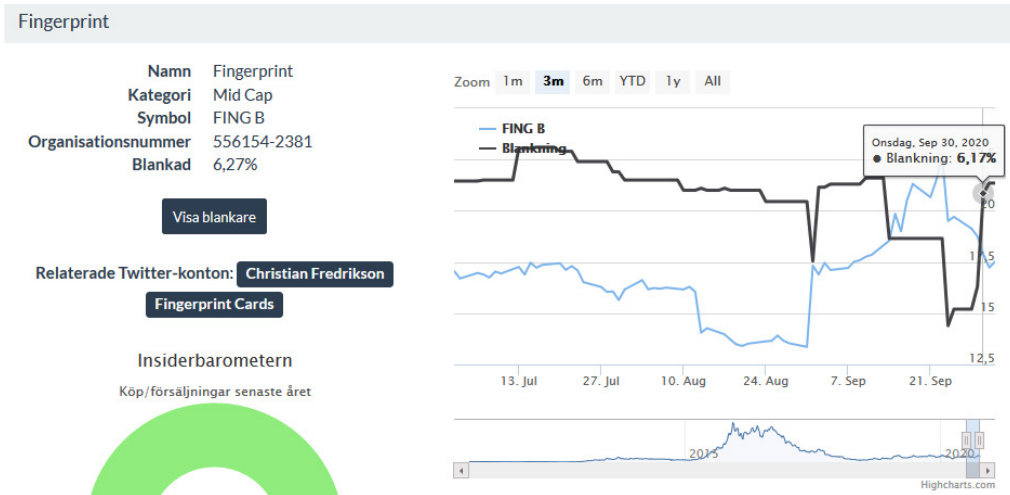 Fingerprint
Namn Fingerprint
Kategori Mid Cap
Symbol FING B
Organisationsnummer 556154-2381
Blankad 6,27%
Visa blankare
Relaterade Twitter-konton: Christian Fredrikson
Fingerprint Cards
Insiderbarometern
Köp/försäljningar senaste året
Zoom 1m 3m 6m YTD 1y All
FING B
Blankning
Onsdag, Sep 30, 2020
● Blankning: 6,17%
20
15
12,5
13. Jul 27. Jul 10. Aug 24. Aug 7. Sep 21. Sep
2015 2020
Highcharts.com